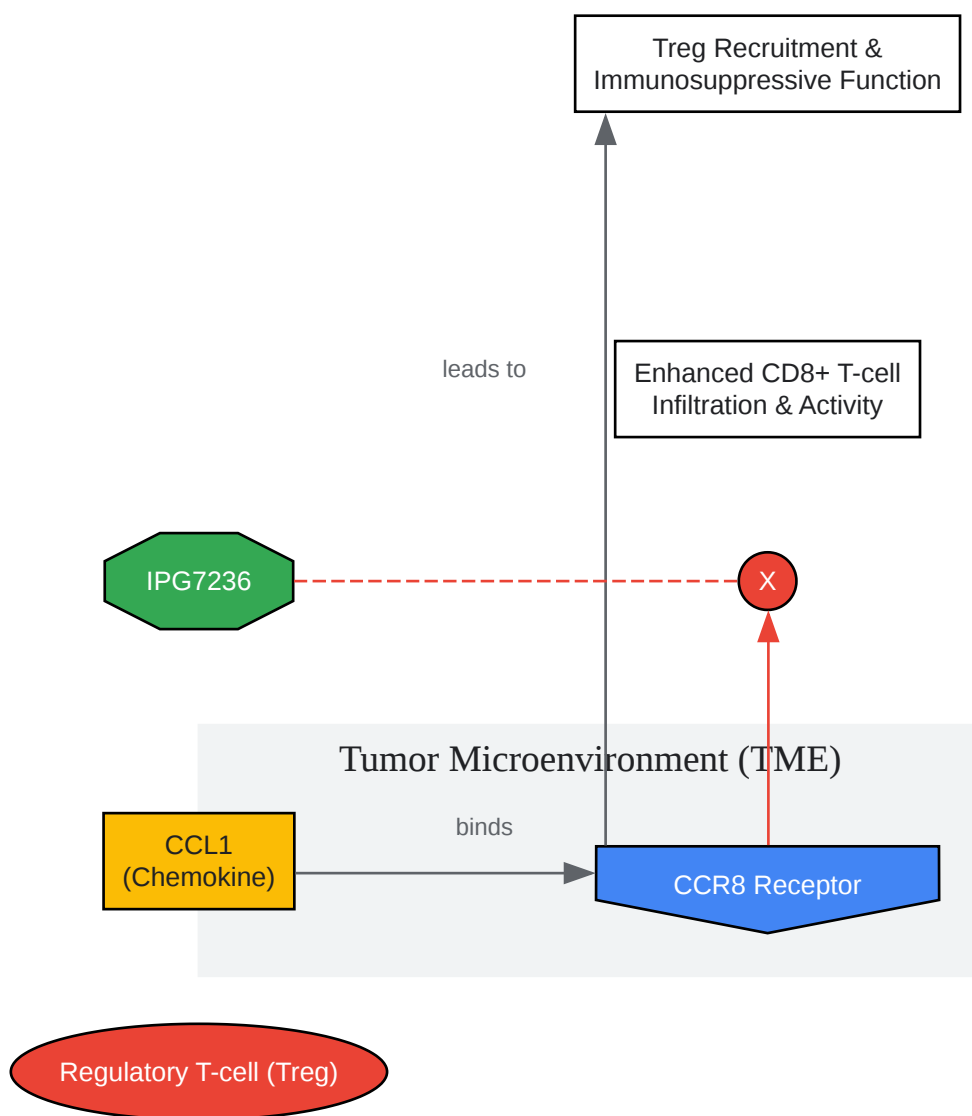 Treg Recruitment &
Immunosuppressive Function
leads to
Enhanced CD8+ T-cell
Infiltration & Activity
IPG7236
X
Tumor Microenvironment (TME)
binds
CCL1
(Chemokine)
CCR8 Receptor
Regulatory T-cell (Treg)